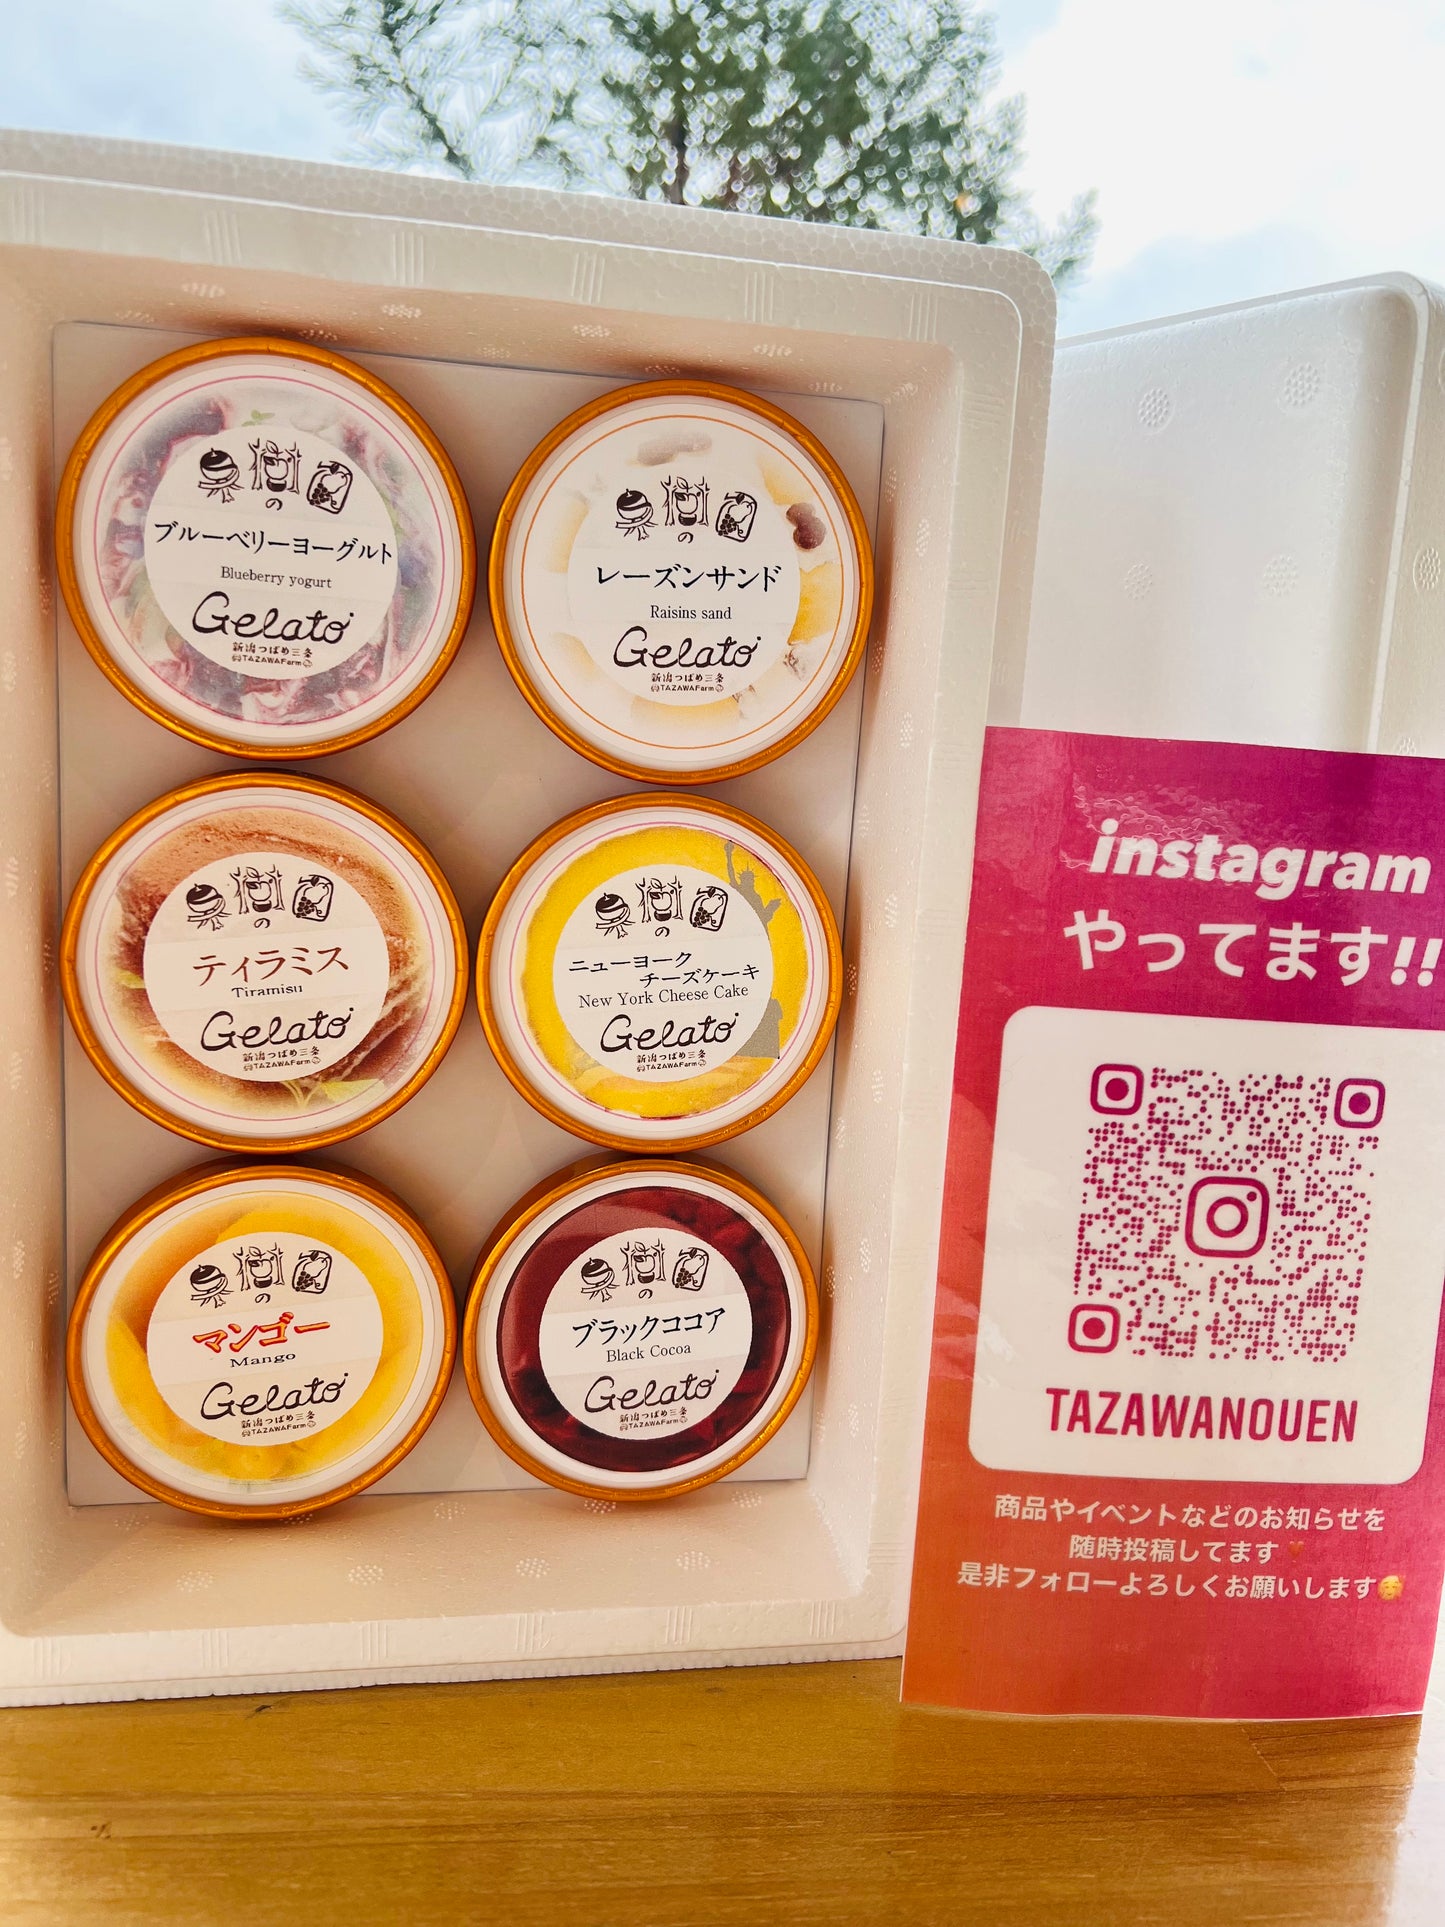 の
ブルーベリーヨーグルト
Blueberry yogurt
Gelato
新潟つばめ三条
TAZAWAFarm
の
レーズンサンド
Raisins sand
Gelato
新潟つばめ三条
TAZAWAFarm
の
ティラミス
Tiramisu
Gelato
新潟つばめ三条
TAZAWAFarm
の
ニューヨーク
チーズケーキ
New York Cheese Cake
Gelato
新潟つばめ三条
TAZAWAFarm
の
マンゴー
Mango
Gelato
新潟つばめ三条
TAZAWAFarm
の
ブラックココア
Black Cocoa
Gelato
新潟つばめ三条
TAZAWAFarm
instagram
やってます!!
TAZAWANOUEN
商品やイベントなどのお知らせを
随時投稿してます
是非フォローよろしくお願いします🥰